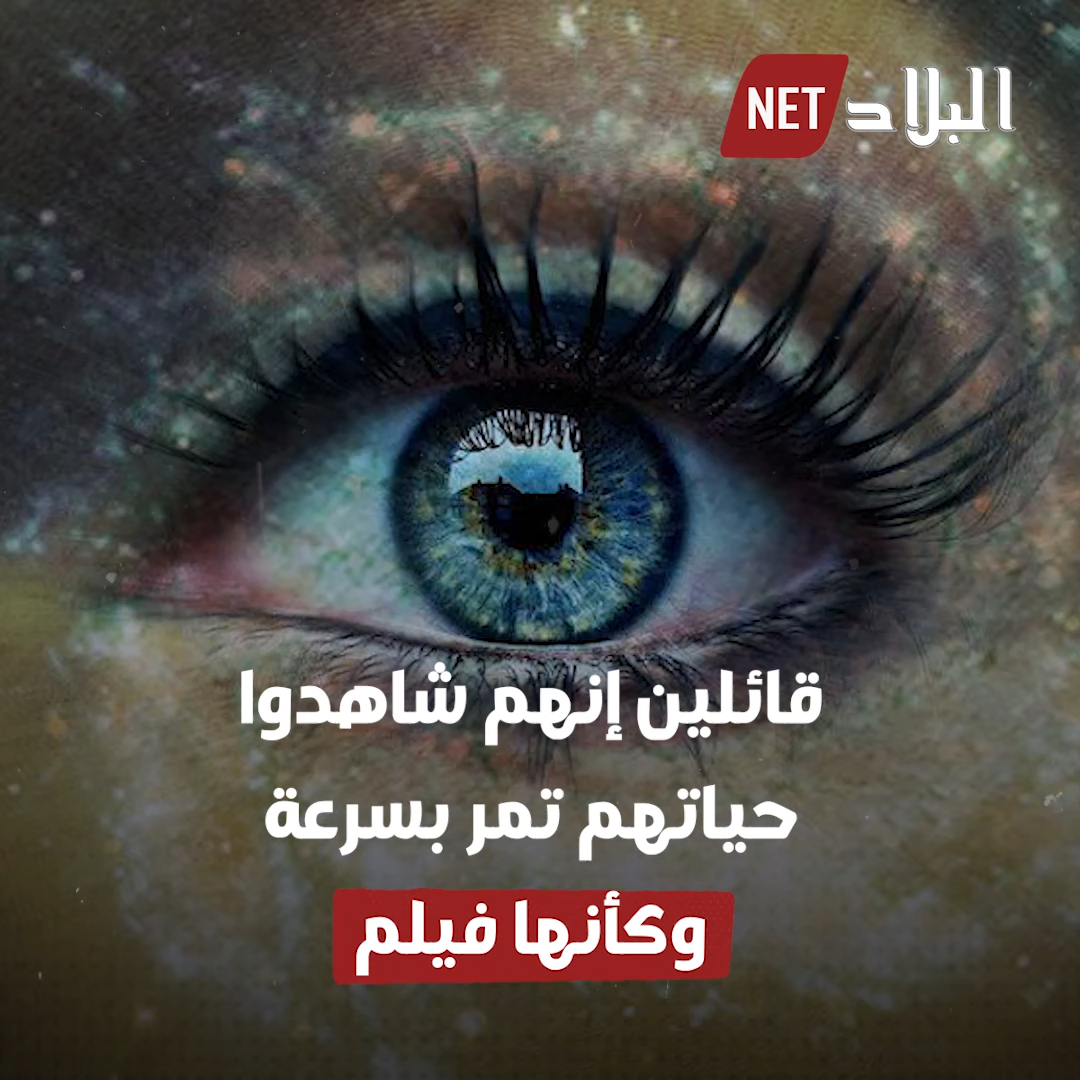 البلاد NET
قائلين إنهم شاهدوا
حياتهم تمر بسرعة
وكأنها فيلم